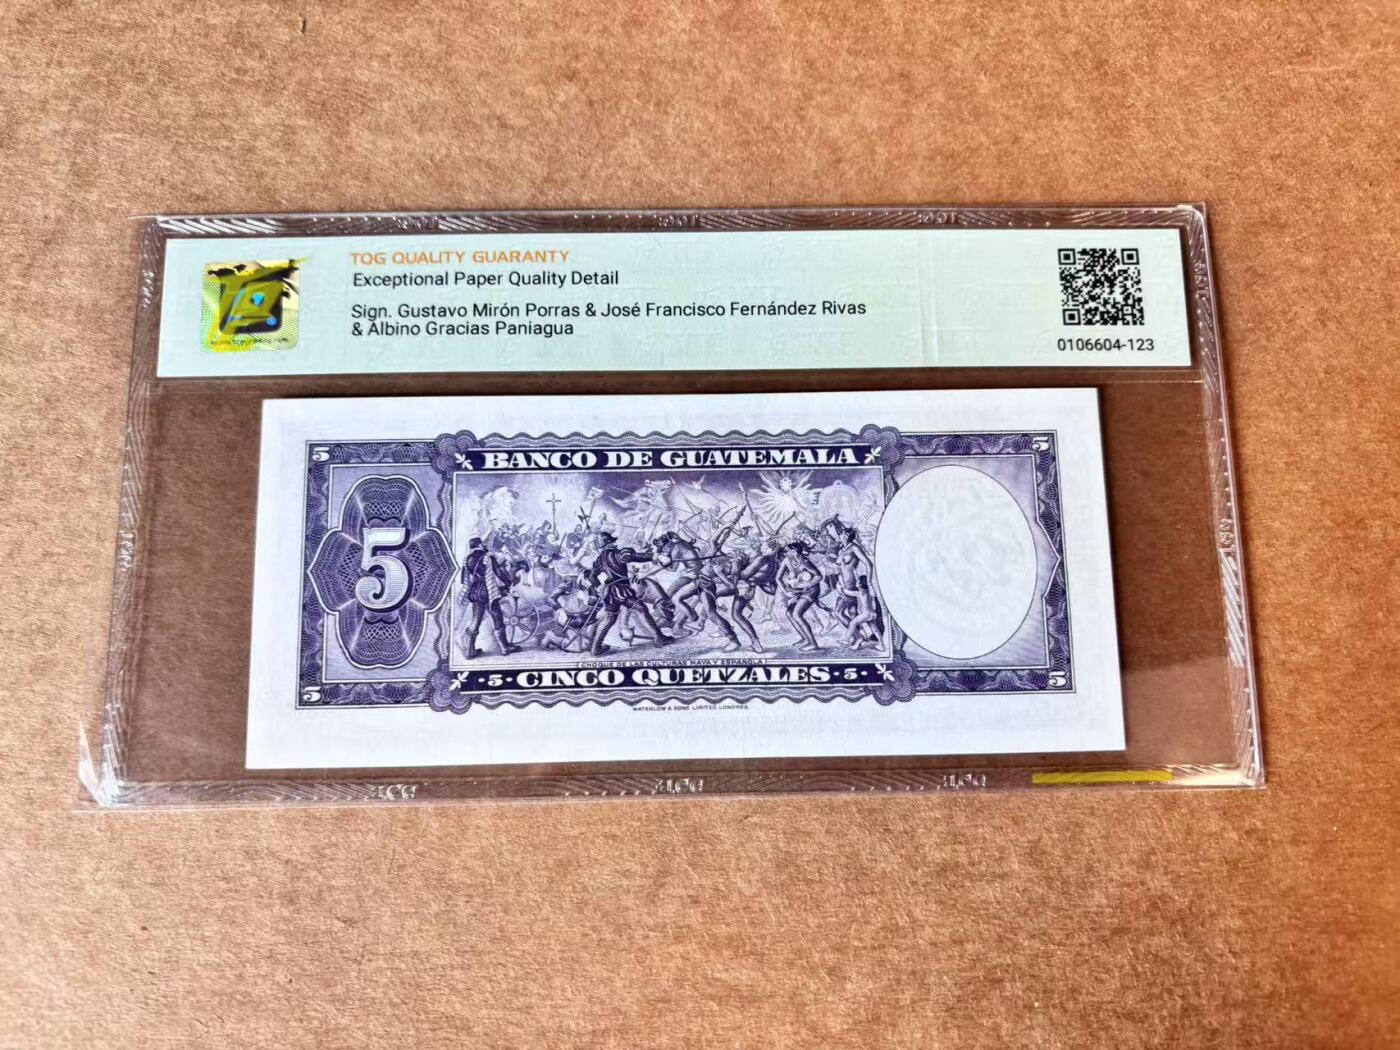 TQG QUALITY GUARANTY
Exceptional Paper Quality Detail
Sign. Gustavo Mirón Porras & José Francisco Fernández Rivas
& Albino Gracias Paniagua
0106604-123
5 5
BANCO DE GUATEMALA
5
CHOQUE DE LAS CULTURAS MAYA Y ESPAÑOLA
5 ·5· CINCO QUETZALES ·5· 5
WATERLOW & SONS LIMITED. LONDRES.